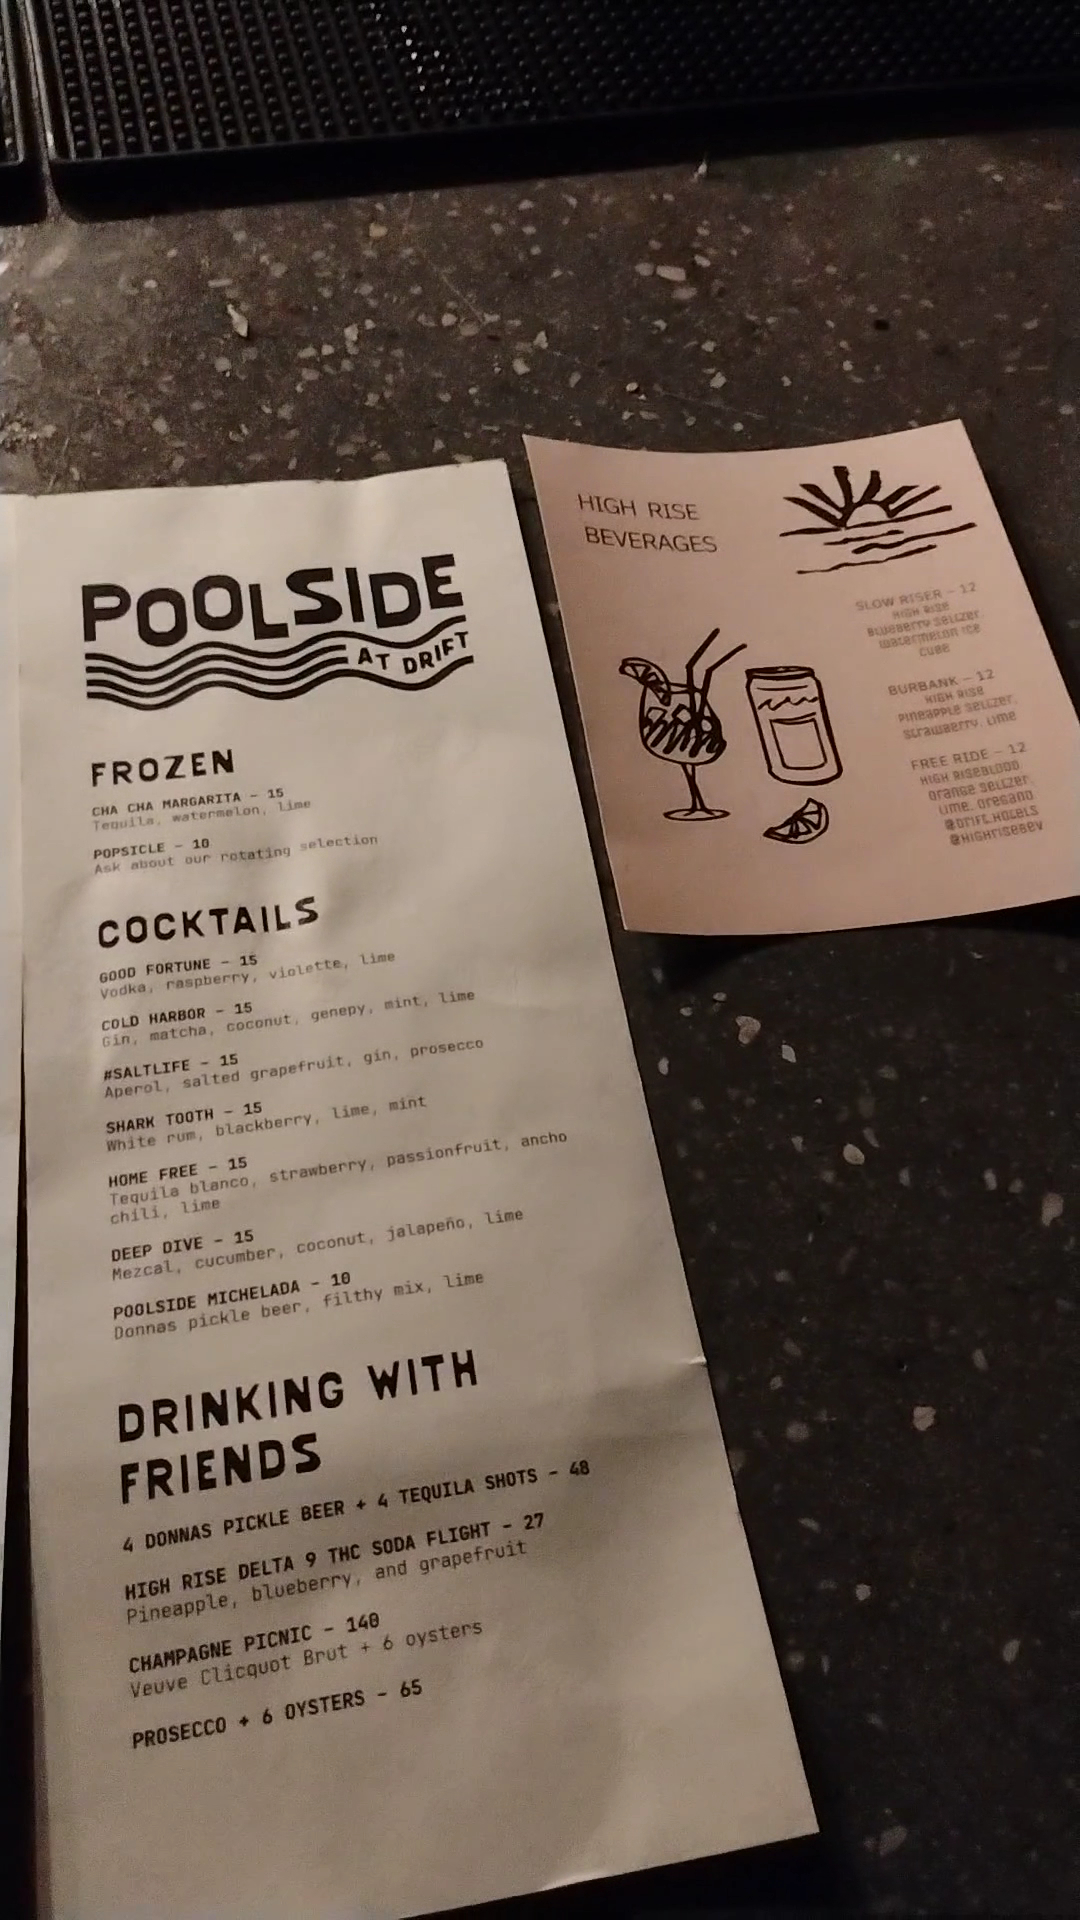 POOLSIDE
AT DRIFT
FROZEN
CHA CHA MARGARITA – 15
Tequila, watermelon, lime
POPSICLE – 10
Ask about our rotating selection
COCKTAILS
GOOD FORTUNE – 15
Vodka, raspberry, violette, lime
COLD HARBOR – 15
Gin, matcha, coconut, genepy, mint, lime
#SALTLIFE – 15
Aperol, salted grapefruit, gin, prosecco
SHARK TOOTH – 15
White rum, blackberry, lime, mint
HOME FREE – 15
Tequila blanco, strawberry, passionfruit, ancho
chili, lime
DEEP DIVE – 15
Mezcal, cucumber, coconut, jalapeño, lime
POOLSIDE MICHELADA – 10
Donnas pickle beer, filthy mix, lime
DRINKING WITH
FRIENDS
4 DONNAS PICKLE BEER + 4 TEQUILA SHOTS – 48
HIGH RISE DELTA 9 THC SODA FLIGHT – 27
Pineapple, blueberry, and grapefruit
CHAMPAGNE PICNIC – 140
Veuve Clicquot Brut + 6 oysters
PROSECCO + 6 OYSTERS – 65
HIGH RISE
BEVERAGES
SLOW RISER – 12
HIGH RISE
BLUEBERRY SELTZER,
WATERMELON ICE
CUBE
BURBANK – 12
HIGH RISE
PINEAPPLE SELTZER,
STRAWBERRY, LIME
FREE RIDE – 12
HIGH RISEBLOOD
ORANGE SELTZER,
LIME, OREGANO
@DRIFT.HOTELS
@HIGHRISEBEV